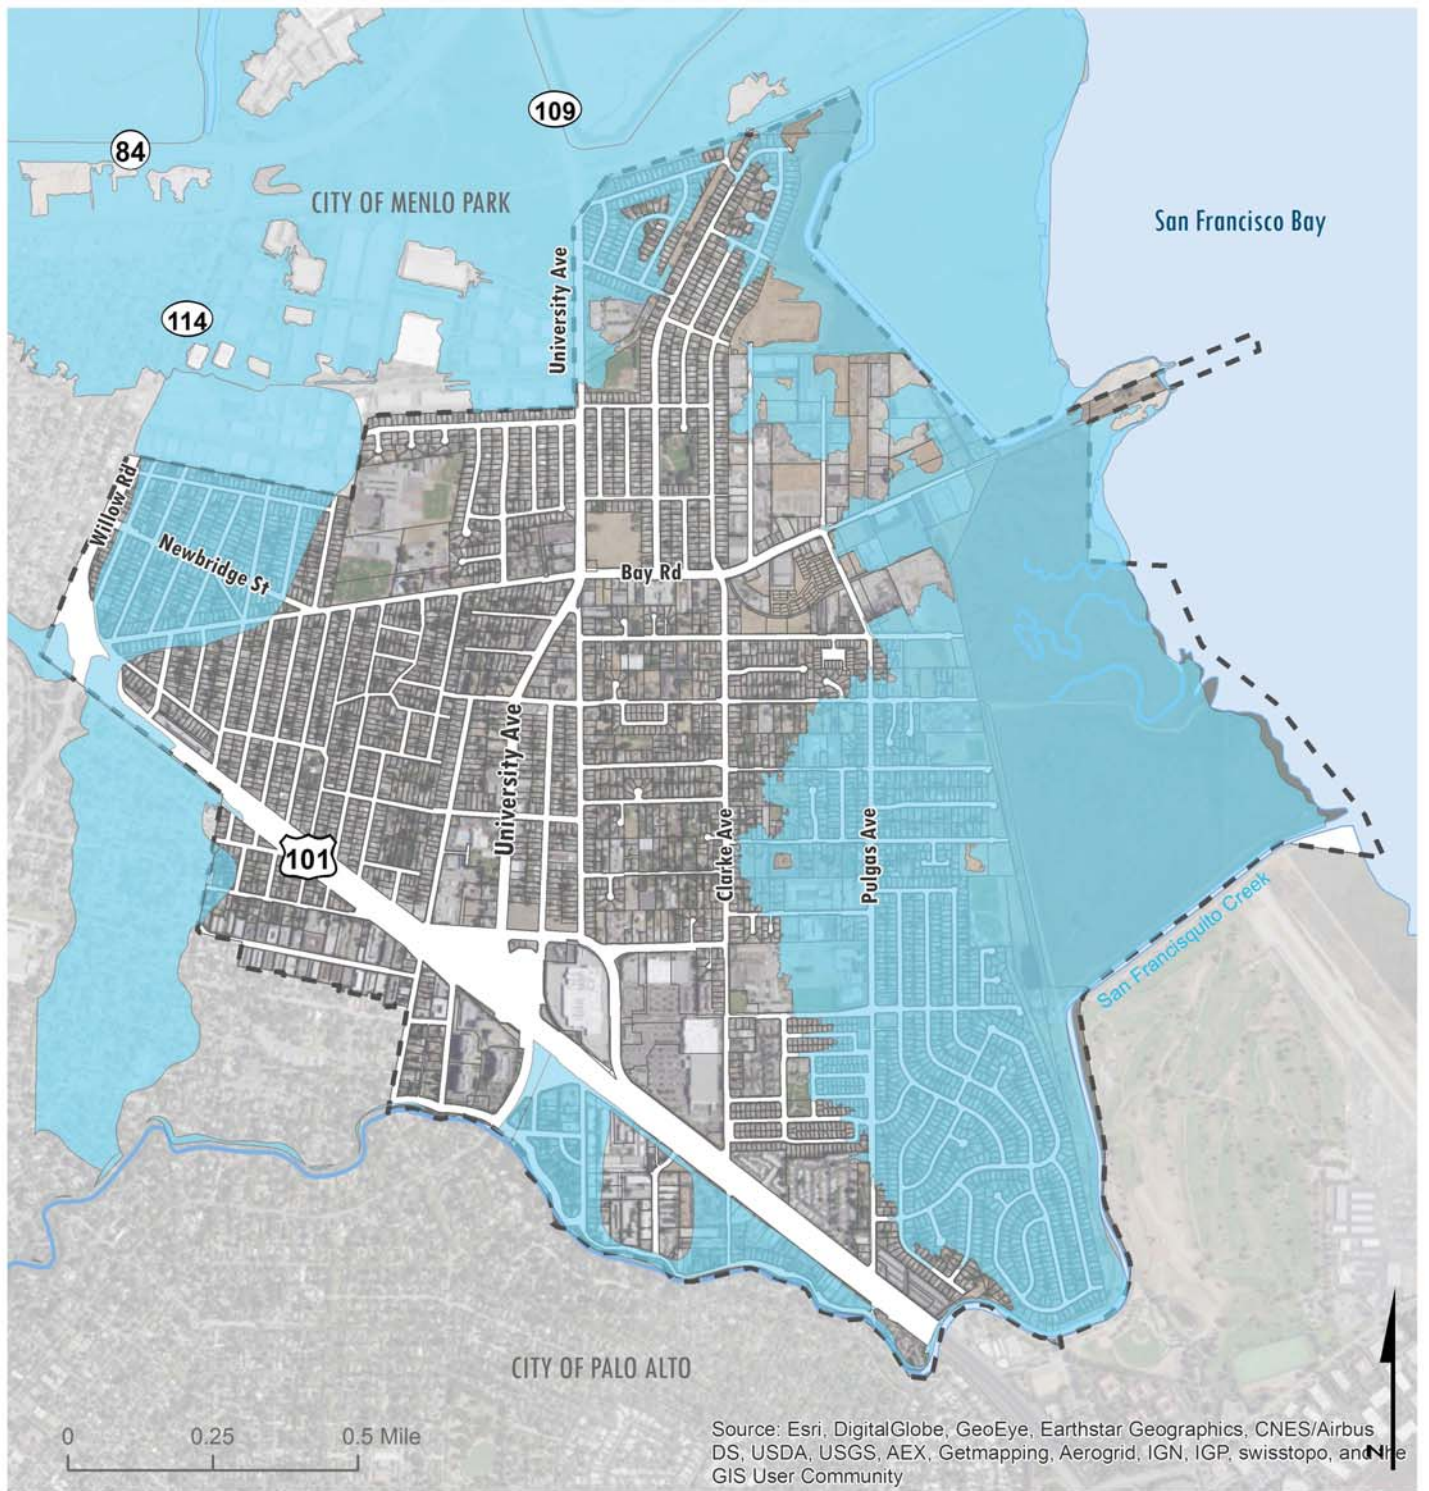 109
84
CITY OF MENLO PARK
San Francisco Bay
University Ave
114
Willow Rd
Newbridge St
Bay Rd
University Ave
Clarke Ave
Pulgas Ave
101
San Francisquito Creek
CITY OF PALO ALTO
0 0.25 0.5 Mile
Source: Esri, DigitalGlobe, GeoEye, Earthstar Geographics, CNES/Airbus
DS, USDA, USGS, AEX, Getmapping, Aerogrid, IGN, IGP, swisstopo, and the
GIS User Community
N